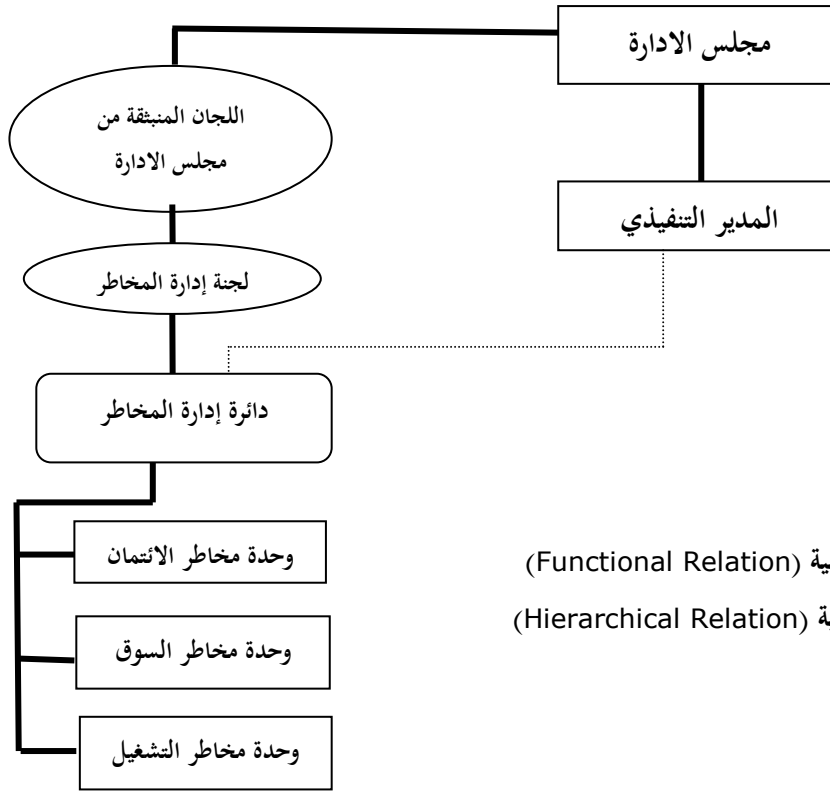 مجلس الادارة
اللجان المنبثقة من
مجلس الادارة
المدير التنفيذي
لجنة إدارة المخاطر
دائرة إدارة المخاطر
وحدة مخاطر الائتمان
(Functional Relation)
وحدة مخاطر السوق
(Hierarchical Relation)
وحدة مخاطر التشغيل